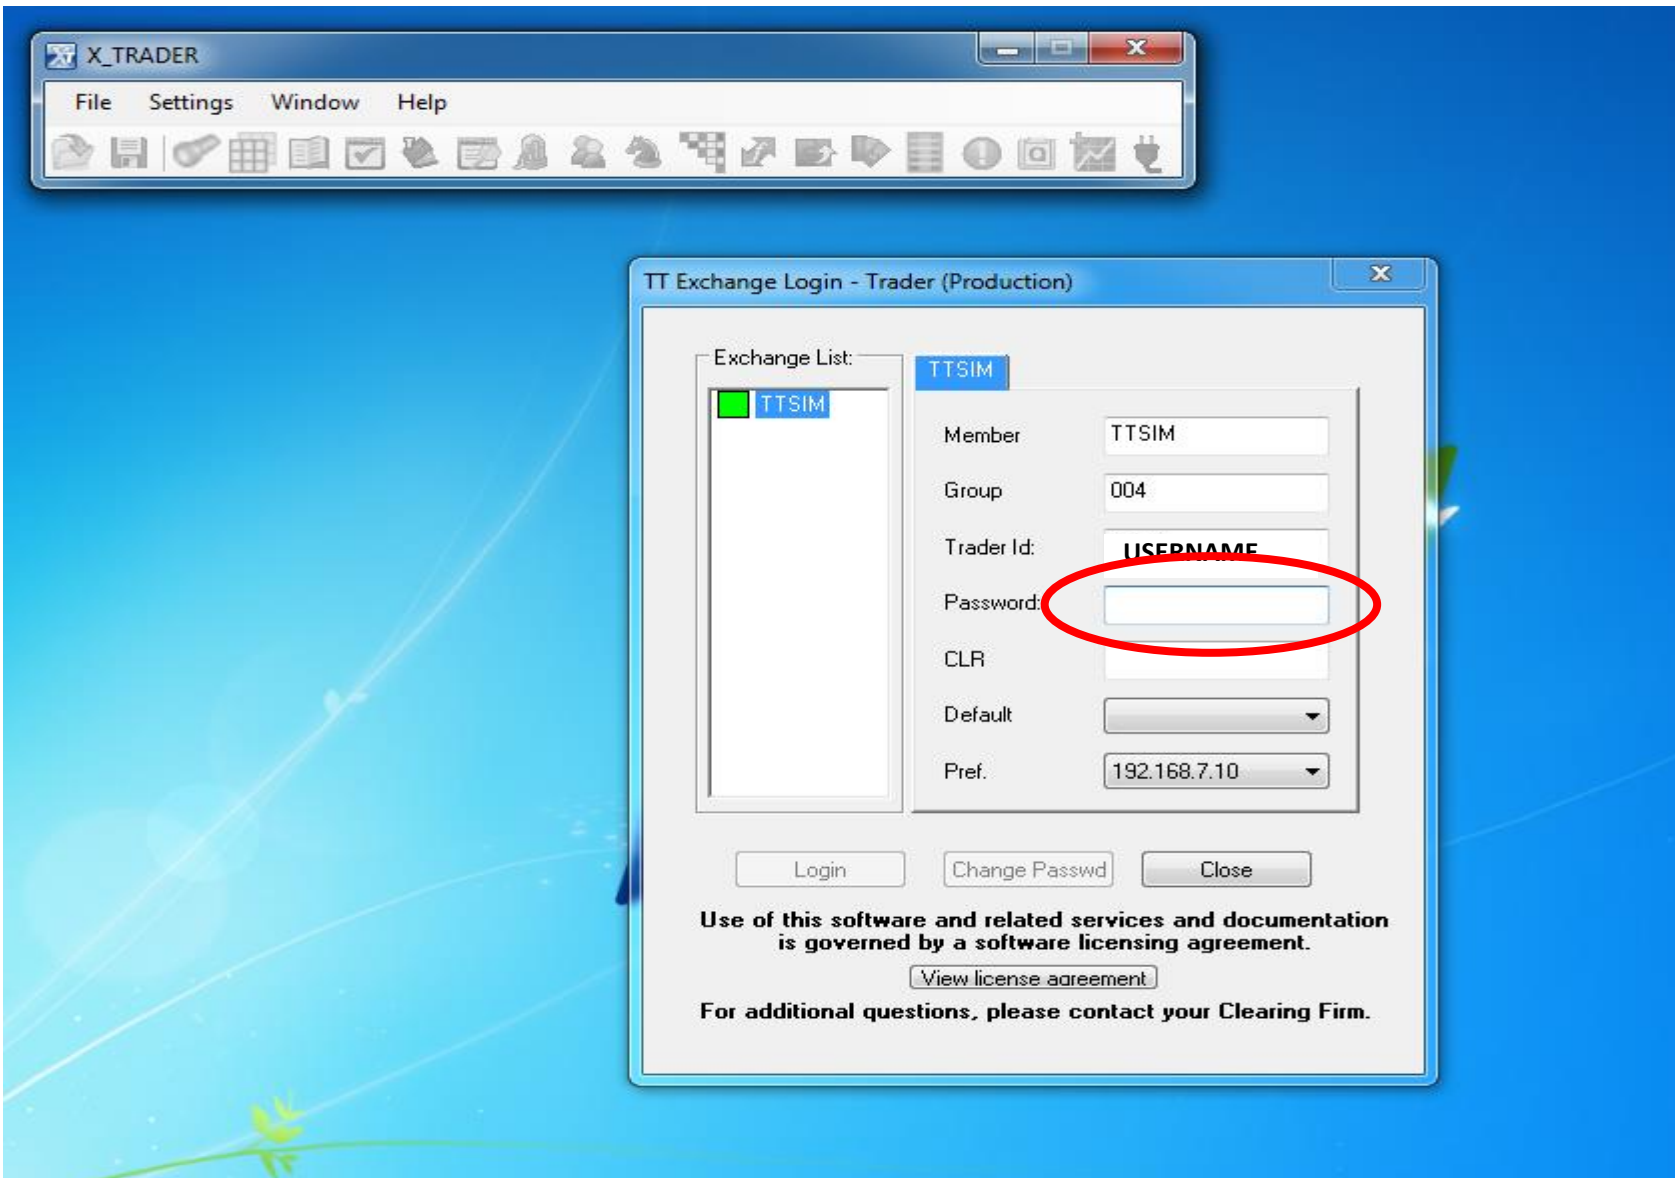 X_TRADER
File Settings Window Help
TT Exchange Login - Trader (Production)
Exchange List:
TTSIM
TTSIM
Member TTSIM
Group 004
Trader Id: USERNAME
Password:
CLR
Default
Pref. 192.168.7.10
Login Change Passwd Close
Use of this software and related services and documentation
is governed by a software licensing agreement.
View license agreement
For additional questions, please contact your Clearing Firm.